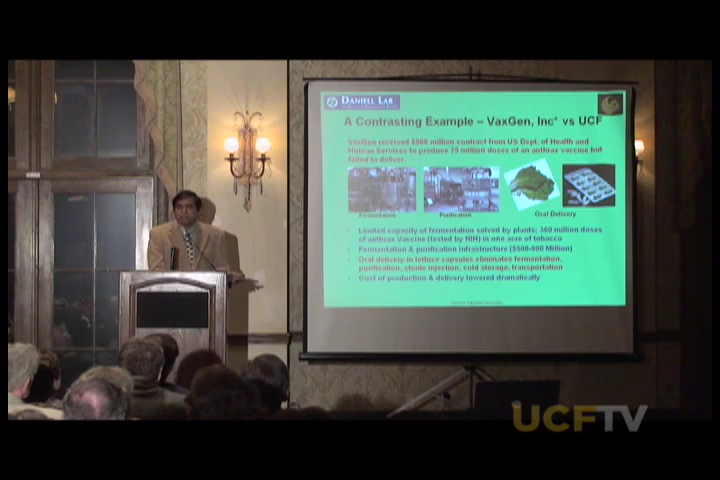 DANIELL LAB
A Contrasting Example – VaxGen, Inc* vs UCF
VaxGen received $968 million contract from US Dept. of Health and
Human Services to produce 75 million doses of an anthrax vaccine but
failed to deliver.
Fermentation
Purification
Oral Delivery
Limited capacity of fermentation solved by plants; 360 million doses
of anthrax Vaccine (tested by NIH) in one acre of tobacco
Fermentation & purification infrastructure ($500-900 Million)
Oral delivery in lettuce capsules eliminates fermentation,
purification, sterile injection, cold storage, transportation
Cost of production & delivery lowered dramatically
UCFTV